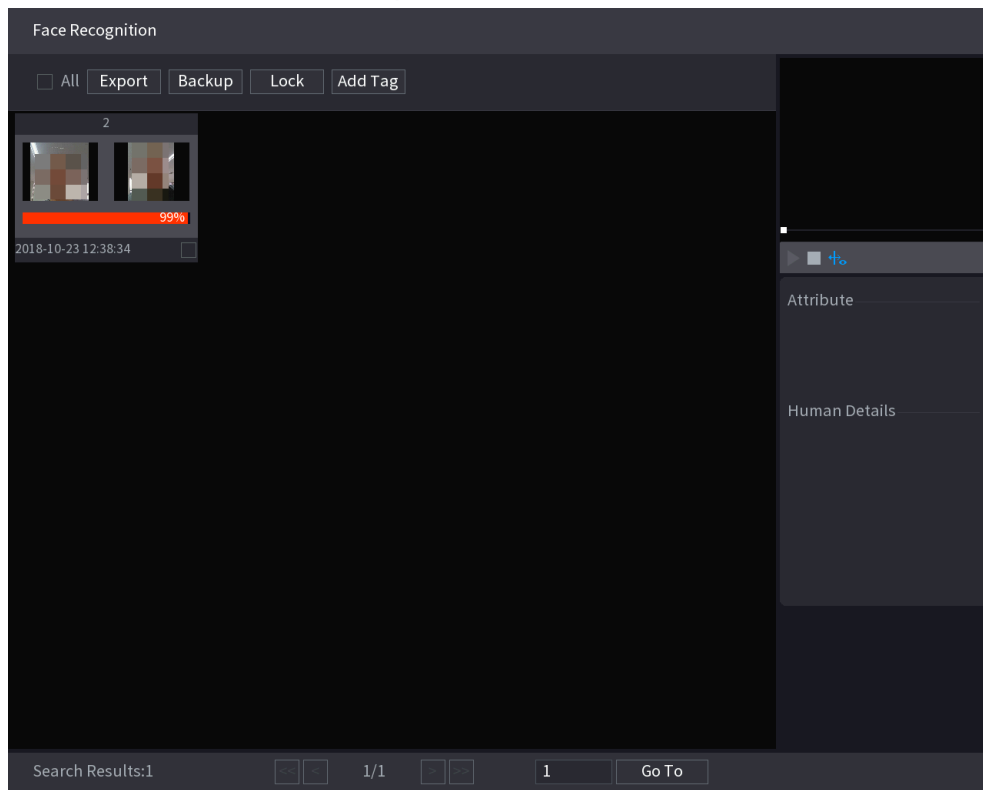 Face Recognition
All Export Backup Lock Add Tag
2
99%
2018-10-23 12:38:34
Attribute
Human Details
Search Results:1 << < 1/1 > >> 1 Go To